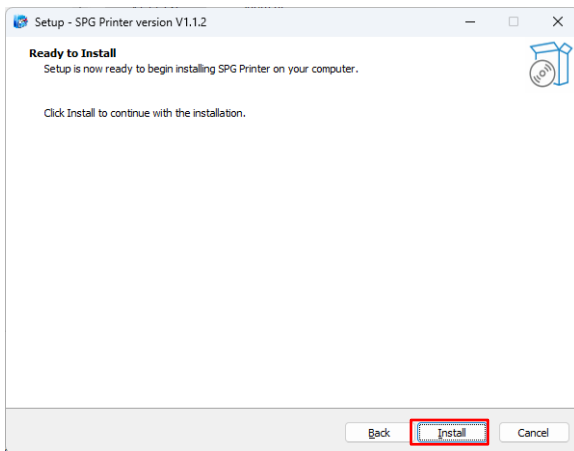 Setup - SPG Printer version V1.1.2
Ready to Install
Setup is now ready to begin installing SPG Printer on your computer.
Click Install to continue with the installation.
Back
Install
Cancel